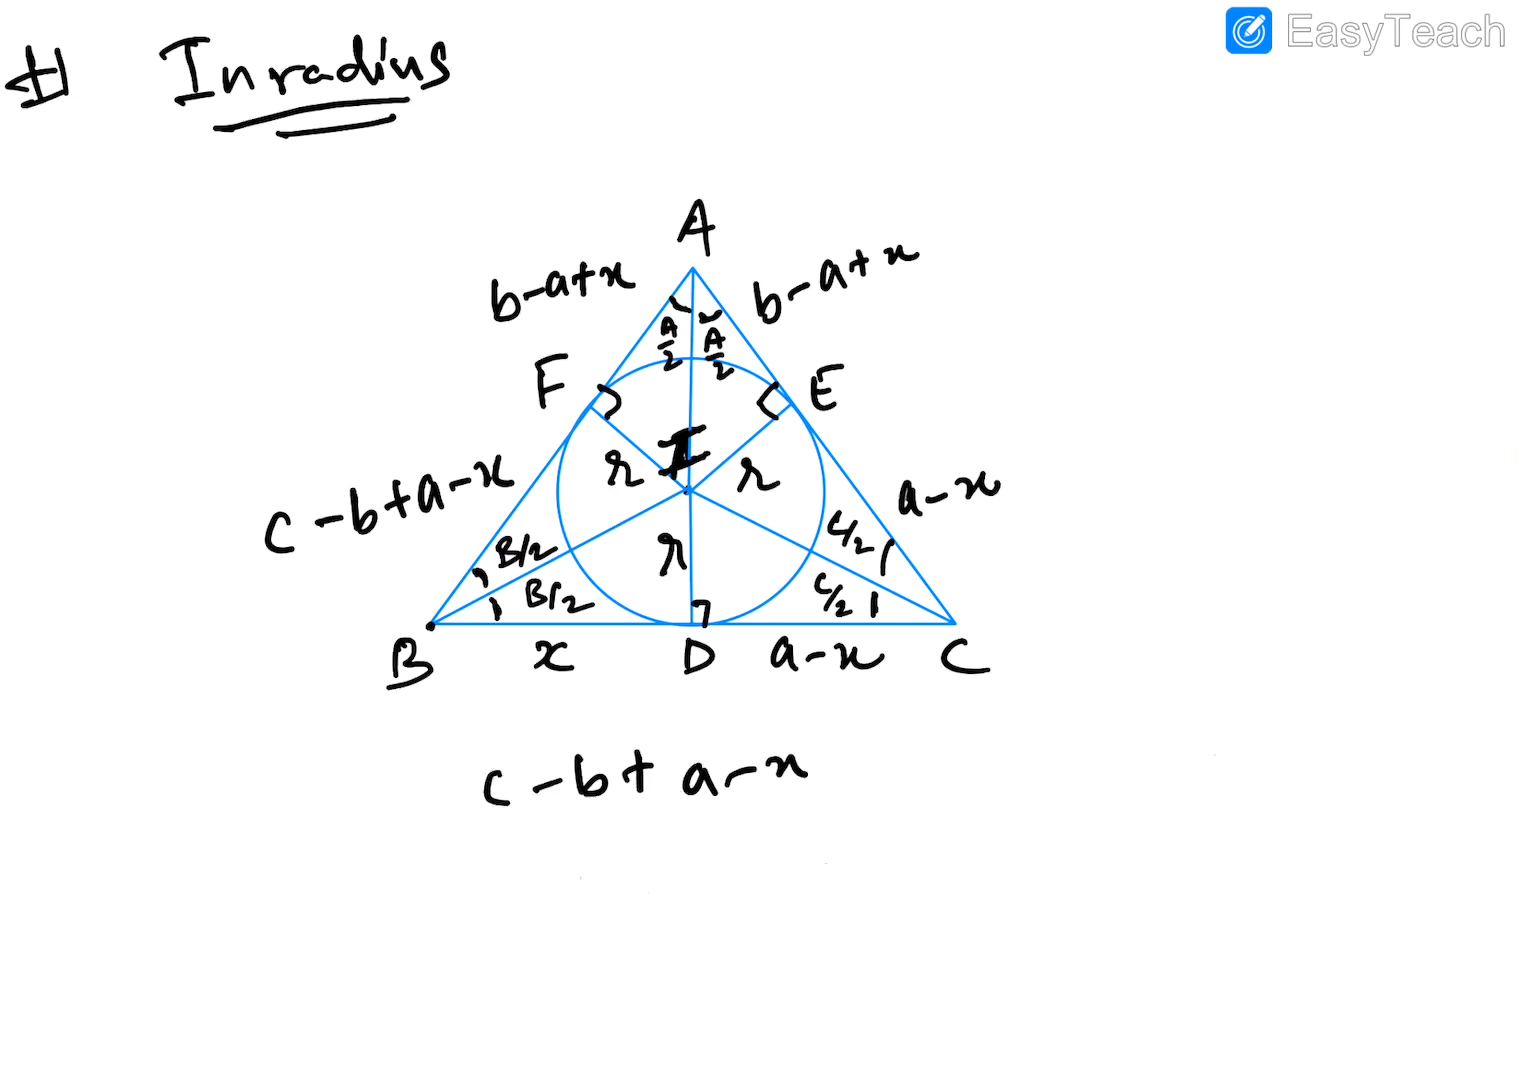 EasyTeach
Inradius
A
b-a+x
b-a+x
A/2
A/2
F
E
I
r
r
c-b+a-x
a-x
B/2
C/2
r
B/2
C/2
B
x
D
a-x
C
c-b+a-x